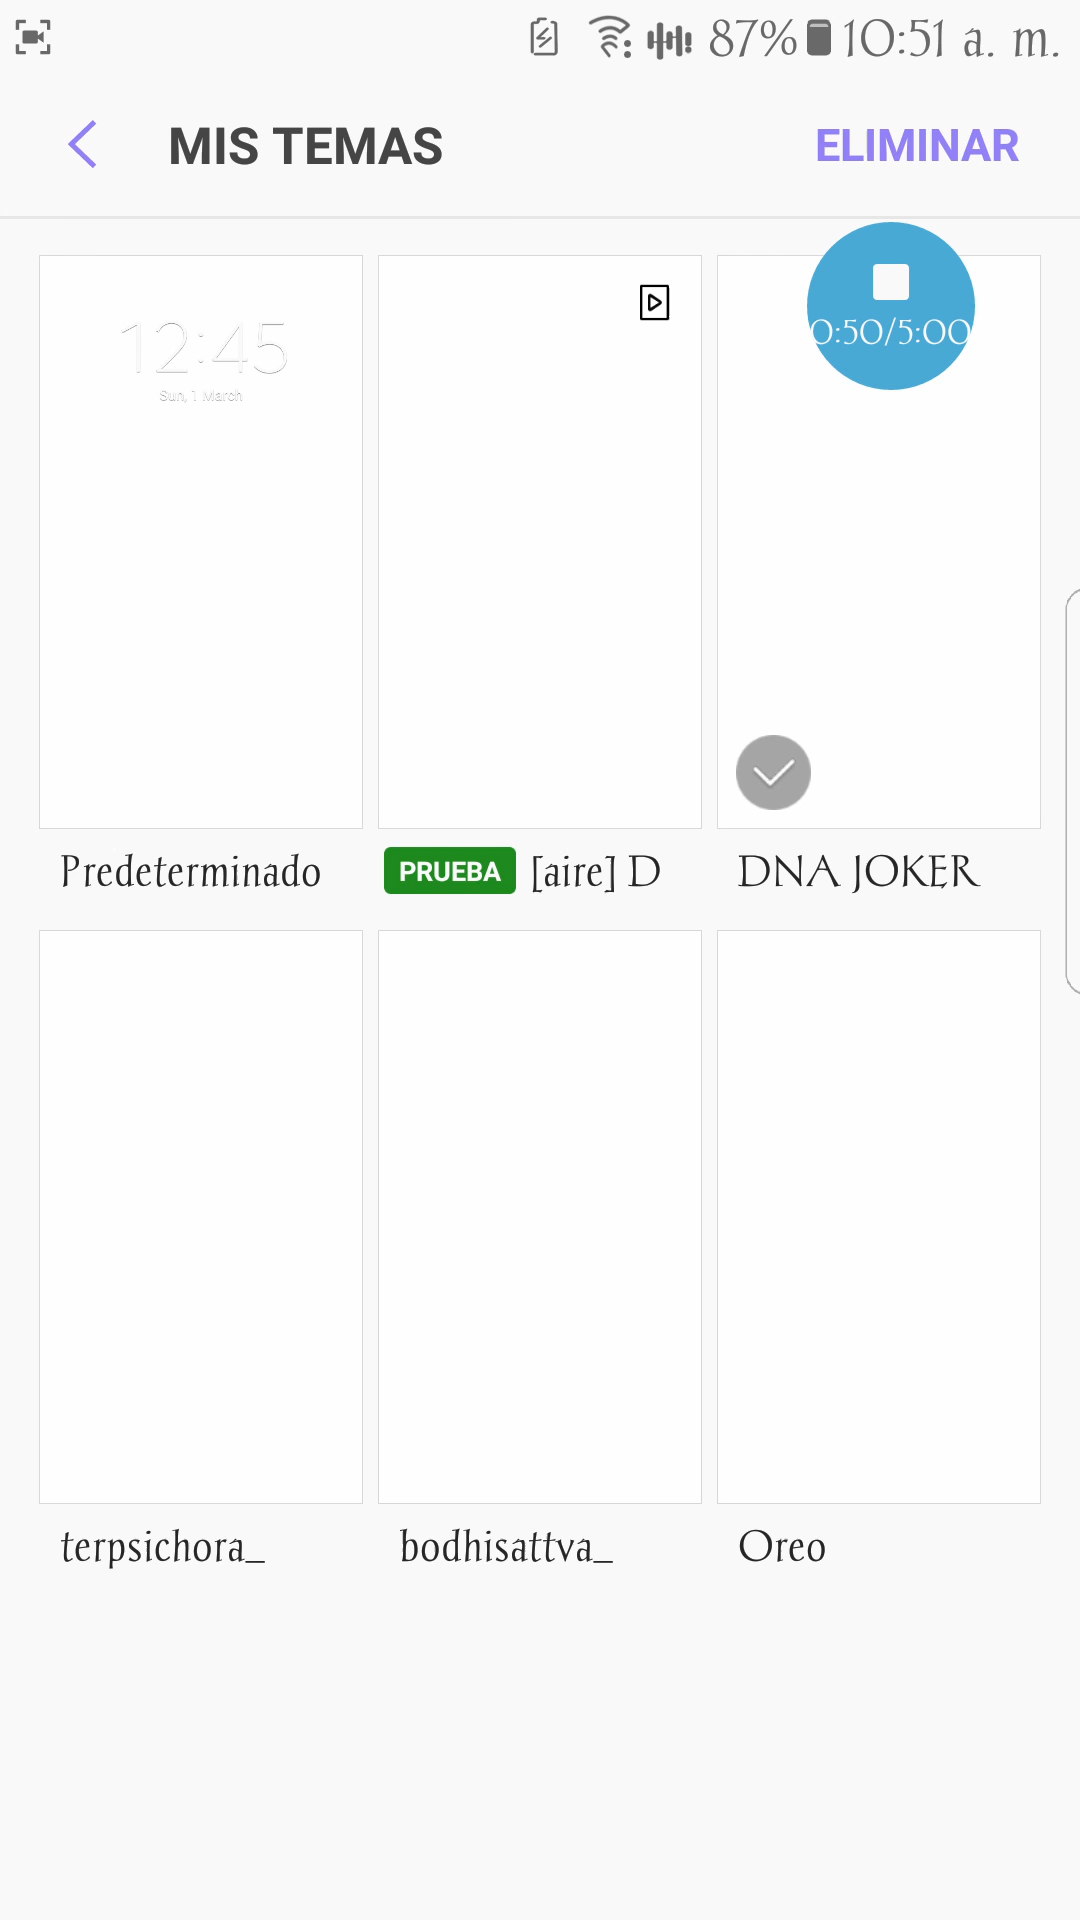 87% 10:51 a. m.
MIS TEMAS
ELIMINAR
0:50/5:00
12:45
Sun, 1 March
Predeterminado
PRUEBA [aire] D
DNA JOKER
terpsichora_
bodhisattva_
Oreo